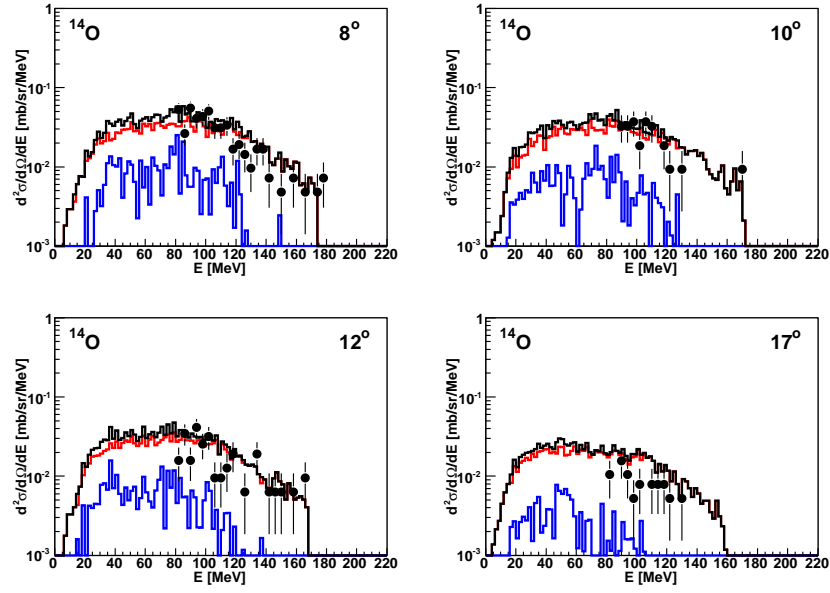 ¹⁴O 8° ¹⁴O 10°
d²σ/dΩ/dE [mb/sr/MeV] d²σ/dΩ/dE [mb/sr/MeV]
1 1
10⁻¹ 10⁻¹
10⁻² 10⁻²
10⁻³ 10⁻³
0 20 40 60 80 100 120 140 160 180 200 220 0 20 40 60 80 100 120 140 160 180 200 220
E [MeV] E [MeV]
¹⁴O 12° ¹⁴O 17°
d²σ/dΩ/dE [mb/sr/MeV] d²σ/dΩ/dE [mb/sr/MeV]
1 1
10⁻¹ 10⁻¹
10⁻² 10⁻²
10⁻³ 10⁻³
0 20 40 60 80 100 120 140 160 180 200 220 0 20 40 60 80 100 120 140 160 180 200 220
E [MeV] E [MeV]